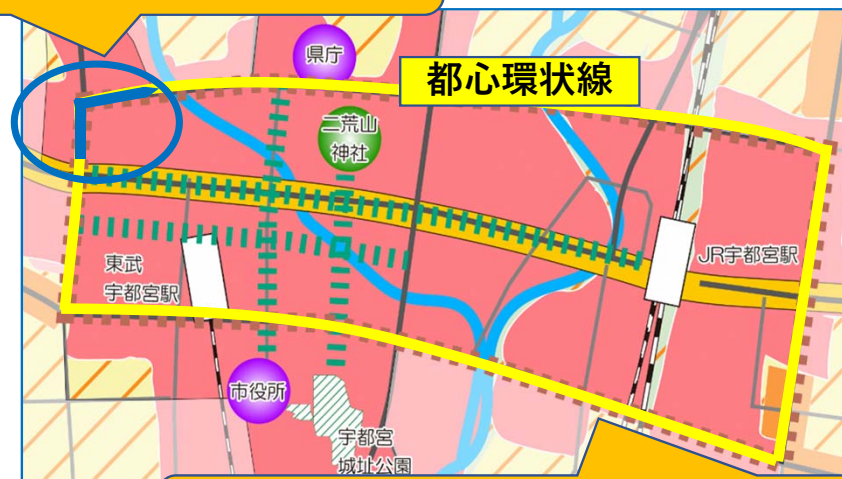 県庁
都心環状線
二荒山
神社
JR宇都宮駅
東武
宇都宮駅
市役所
宇都宮
城址公園